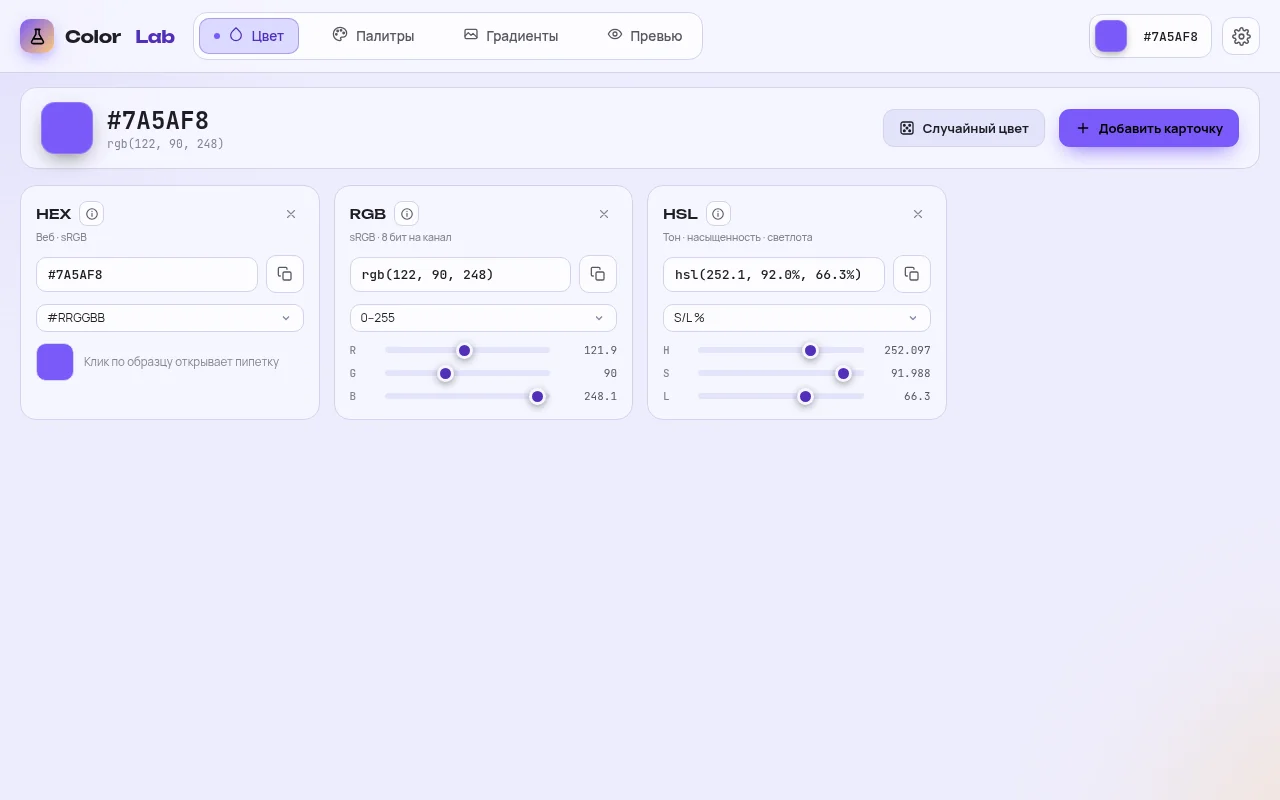 Color Lab
Цвет
Палитры
Градиенты
Превью
#7A5AF8
#7A5AF8
rgb(122, 90, 248)
Случайный цвет
Добавить карточку
HEX
Веб · sRGB
#7A5AF8
#RRGGBB
Клик по образцу открывает пипетку
RGB
sRGB · 8 бит на канал
rgb(122, 90, 248)
0–255
R 121.9
G 90
B 248.1
HSL
Тон · насыщенность · светлота
hsl(252.1, 92.0%, 66.3%)
S/L %
H 252.097
S 91.988
L 66.3